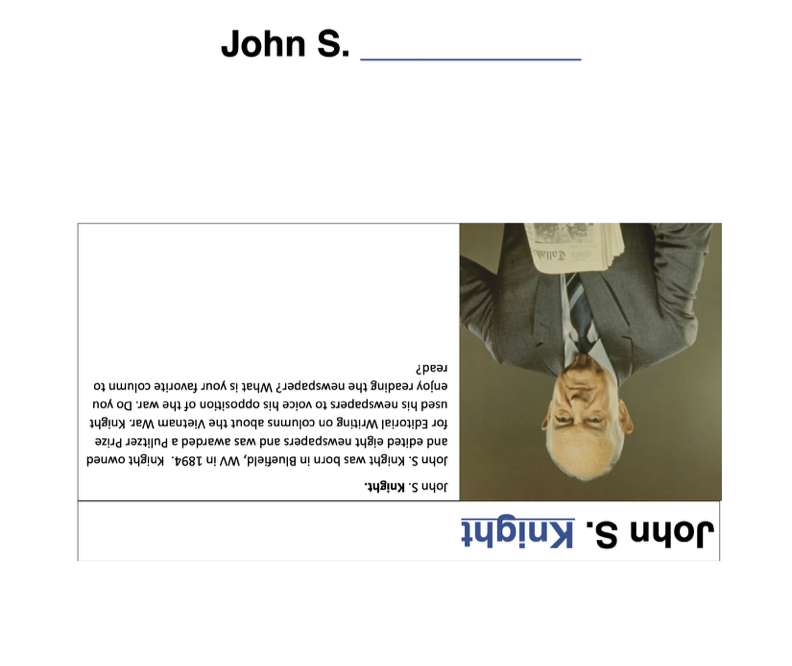 John S. ____________
John S. Knight
John S. Knight.
John S. Knight was born in Bluefield, WV in 1894.  Knight owned
and edited eight newspapers and was awarded a Pulitzer Prize
for Editorial Writing on columns about the Vietnam War. Knight
used his newspapers to voice his opposition of the war. Do you
enjoy reading the newspaper? What is your favorite column to
read?